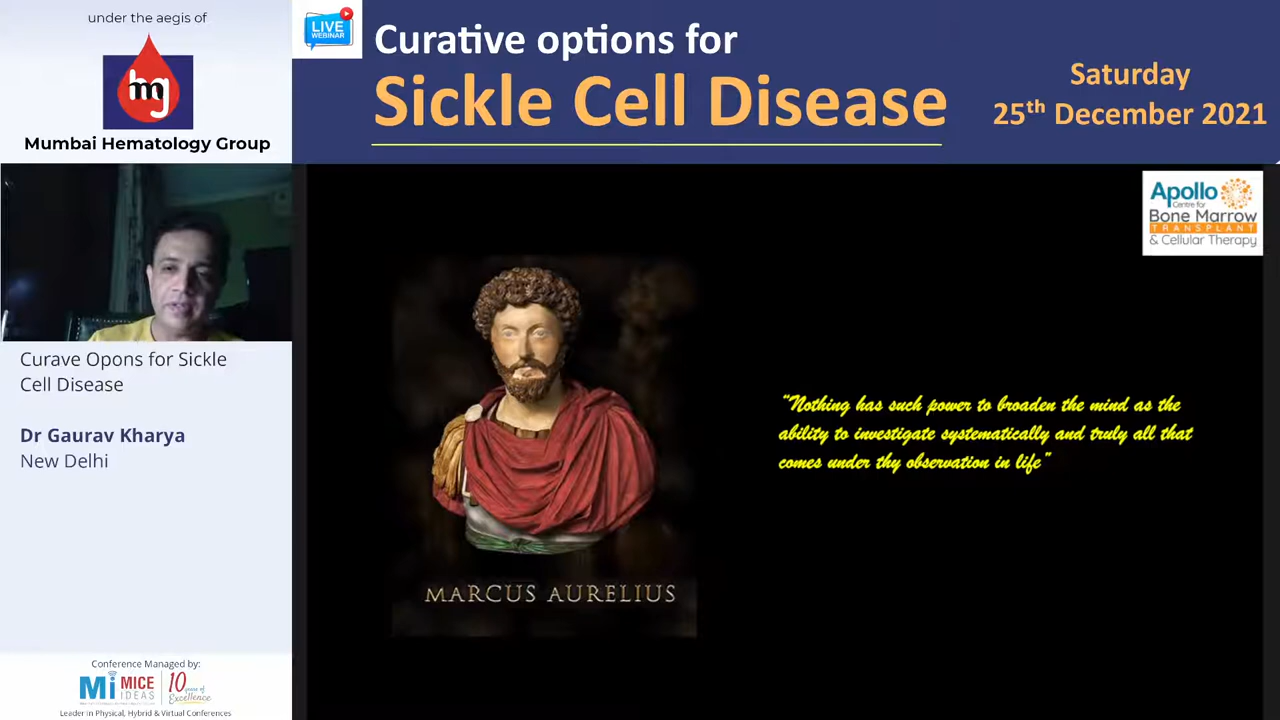 under the aegis of
mg
Mumbai Hematology Group
LIVE
WEBINAR
Curative options for
Sickle Cell Disease
Saturday
25th December 2021
Apollo
Centre for
Bone Marrow
TRANSPLANT
& Cellular Therapy
"Nothing has such power to broaden the mind as the
ability to investigate systematically and truly all that
comes under thy observation in life"
MARCUS AURELIUS
Curave Opons for Sickle
Cell Disease
Dr Gaurav Kharya
New Delhi
Conference Managed by:
Mi MICE
IDEAS
10 years of
Excellence
Leader in Physical, Hybrid & Virtual Conferences